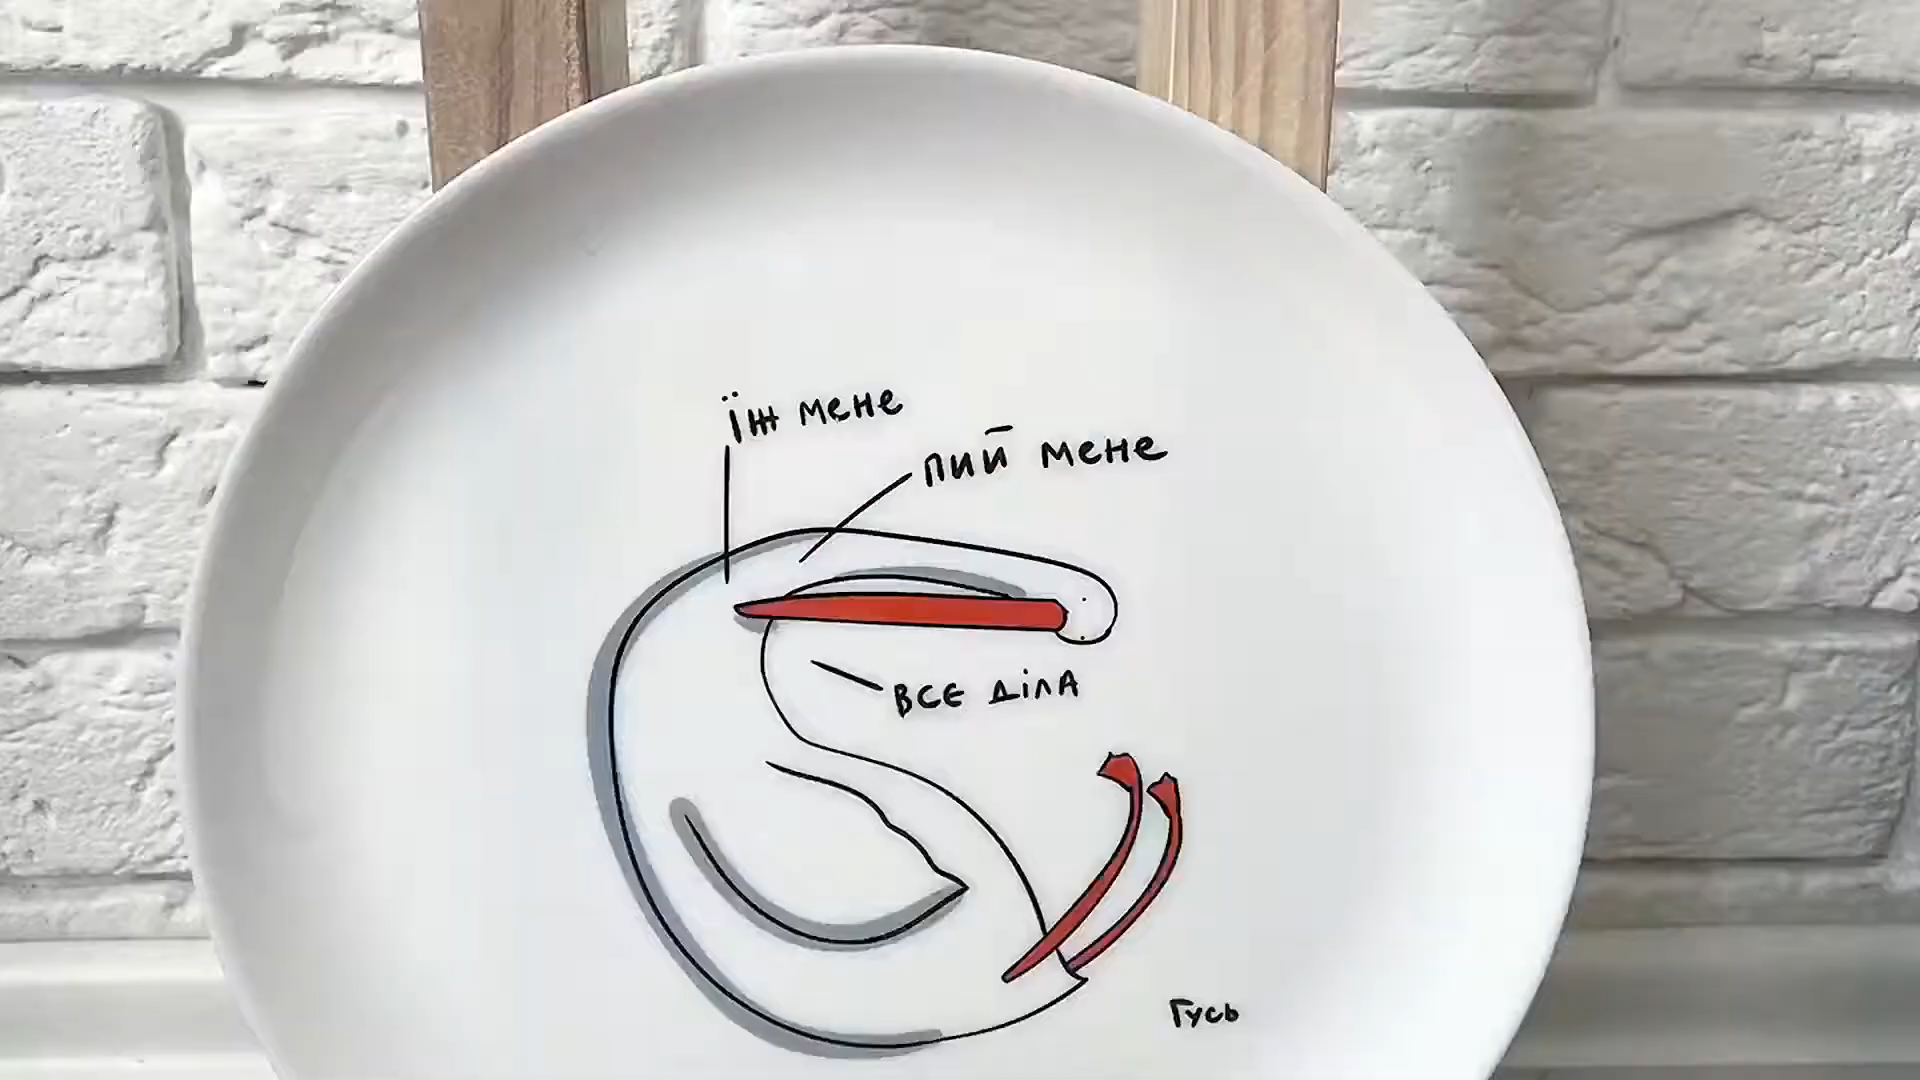 їж мене
пий мене
все діла
Гусь